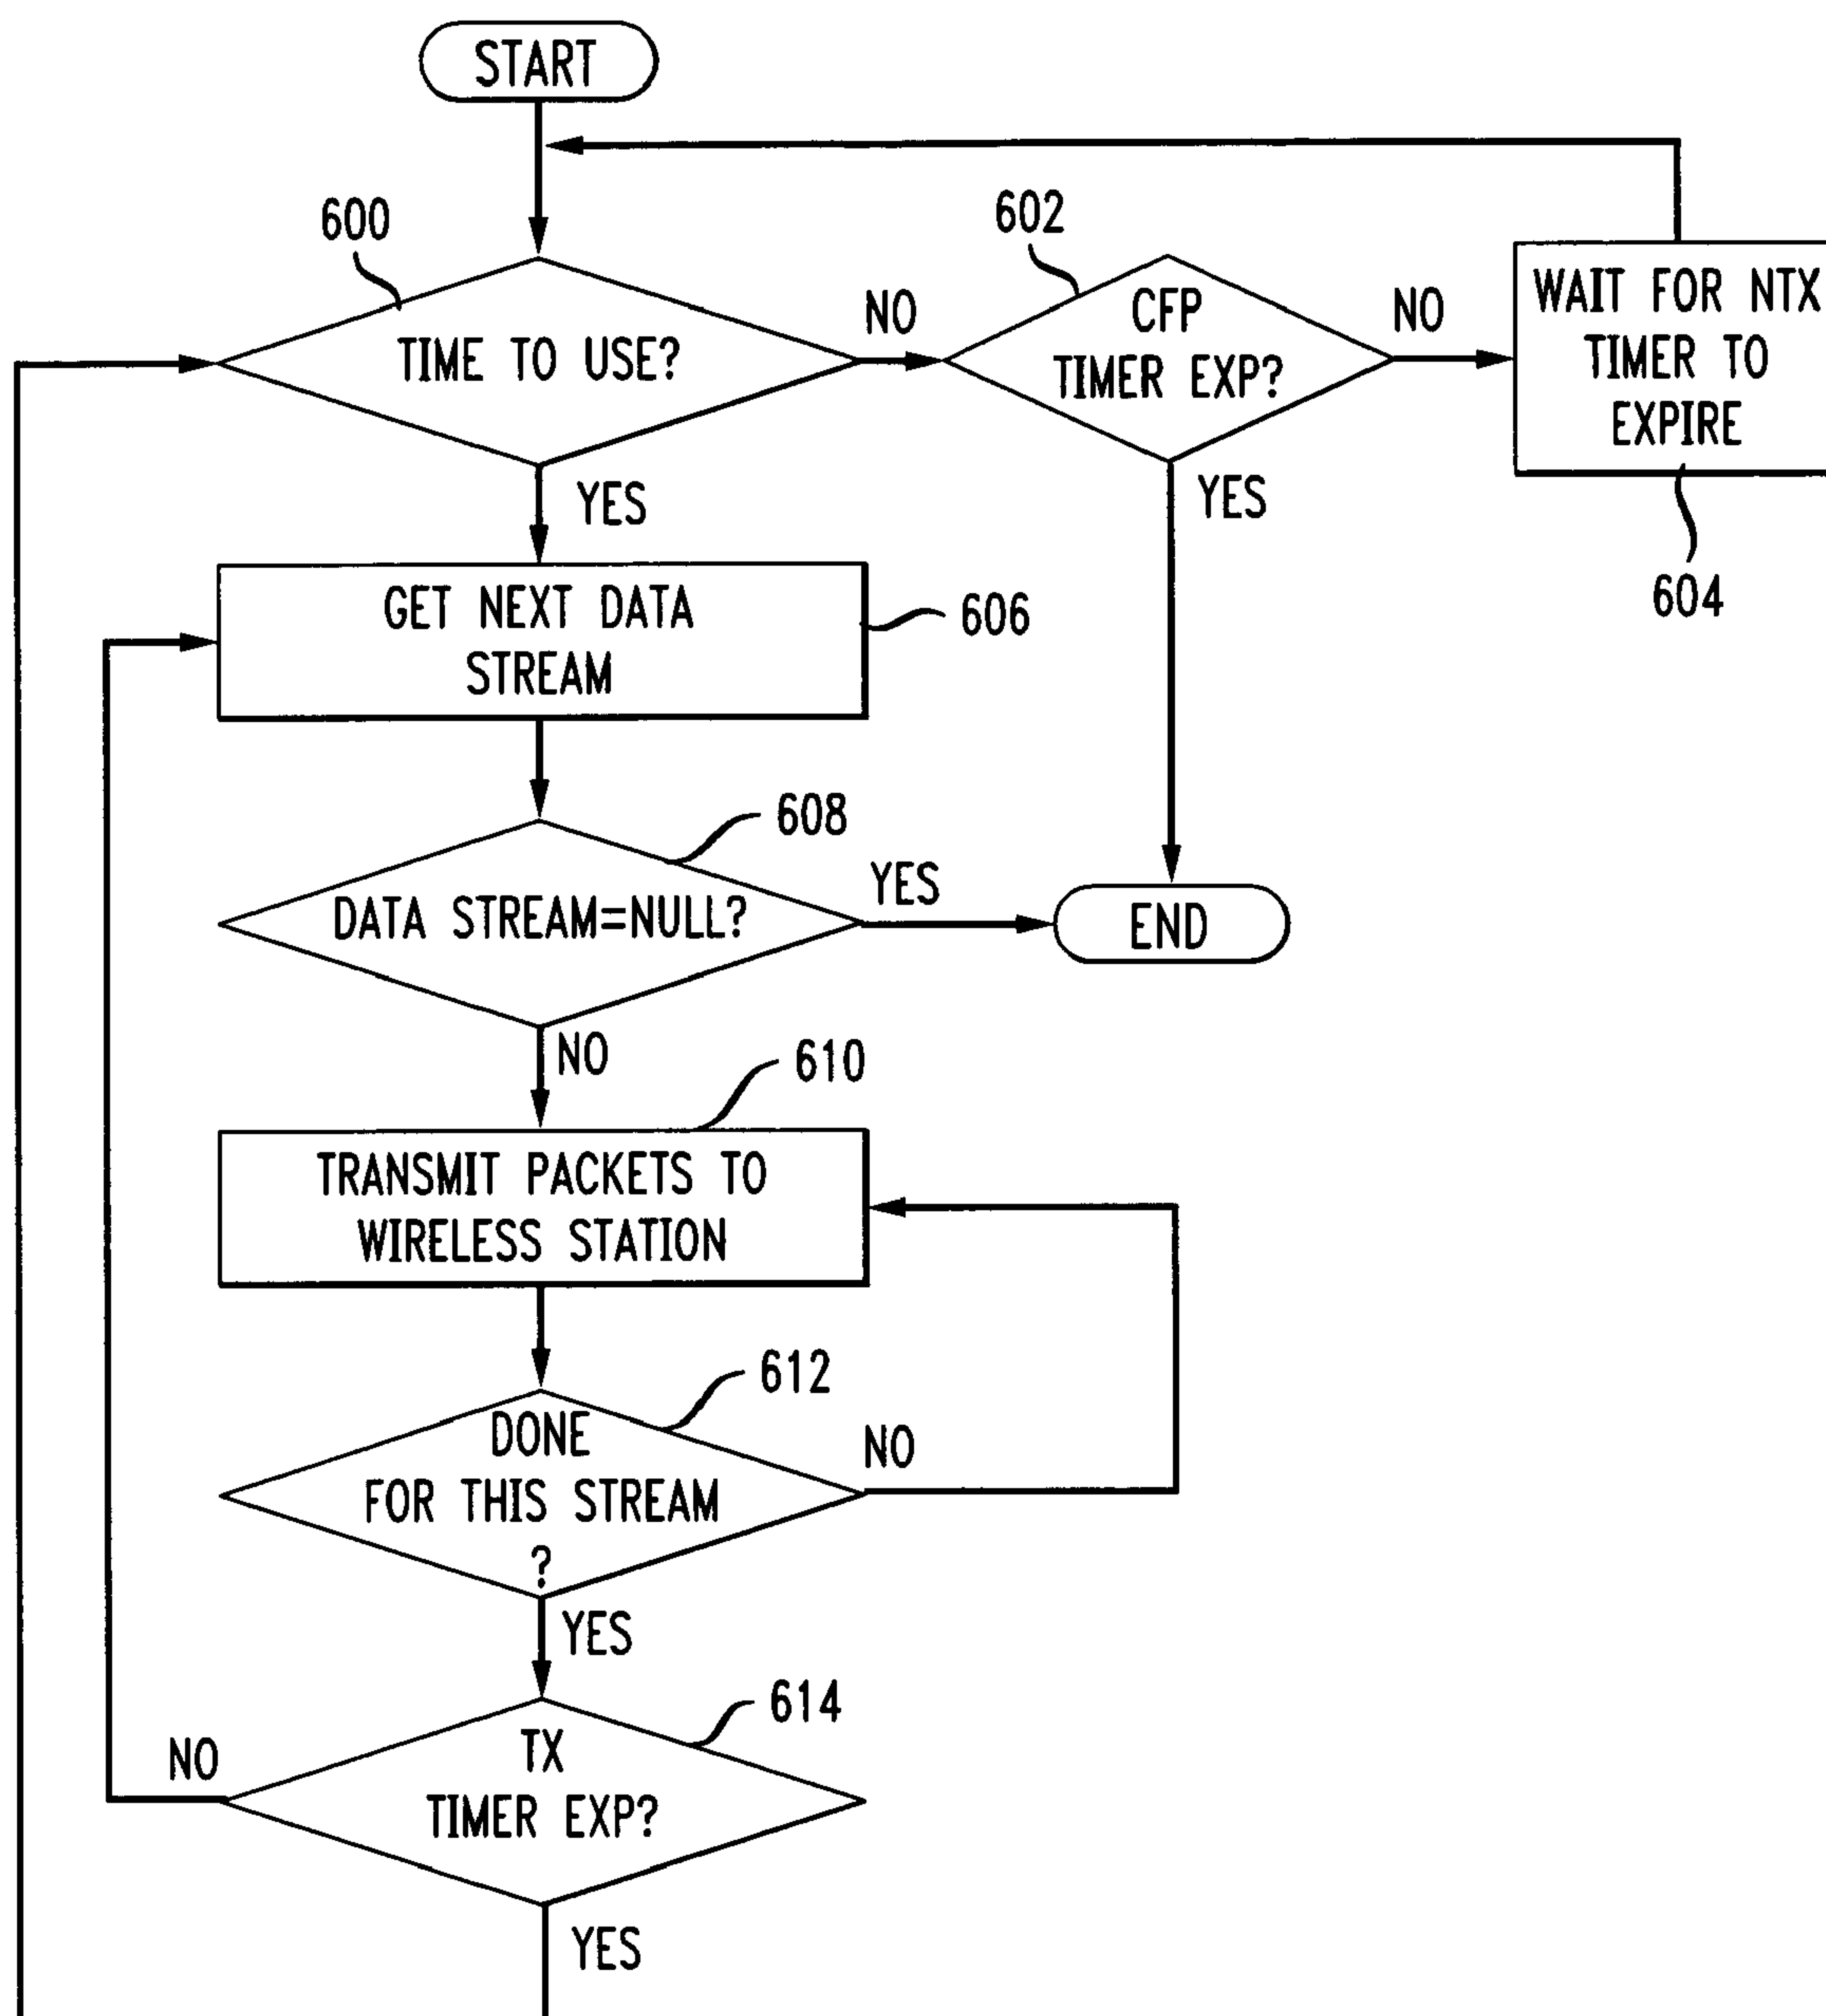 START
600
TIME TO USE?
NO
602
CFP
TIMER EXP?
NO
WAIT FOR NTX
TIMER TO
EXPIRE
604
YES
YES
GET NEXT DATA
STREAM
606
608
DATA STREAM=NULL?
YES
END
NO
610
TRANSMIT PACKETS TO
WIRELESS STATION
612
DONE
FOR THIS STREAM
?
NO
YES
614
TX
TIMER EXP?
NO
YES